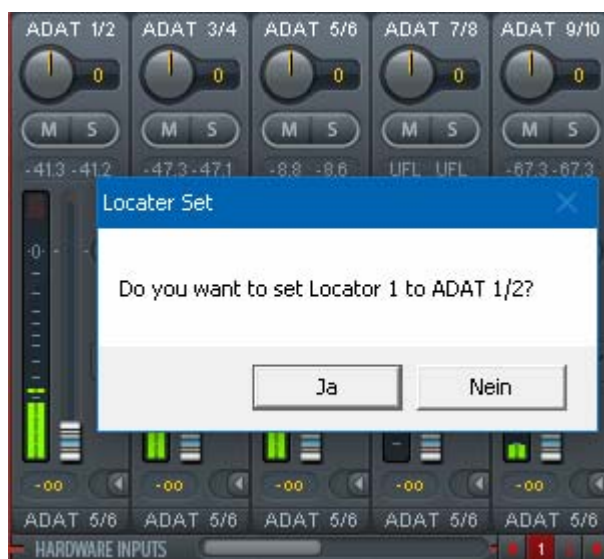 ADAT 1/2 ADAT 3/4 ADAT 5/6 ADAT 7/8 ADAT 9/10
0 0 0 0 0
M S M S M S M S M S
-41.3 -41.2 -47.3 -47.1 -8.8 -8.6 UFL UFL -67.3 -67.3
Locater Set
-0-
Do you want to set Locator 1 to ADAT 1/2?
Ja Nein
-oo -oo -oo -oo -oo
ADAT 5/6 ADAT 5/6 ADAT 5/6 ADAT 5/6 ADAT 5/6
HARDWARE INPUTS 1